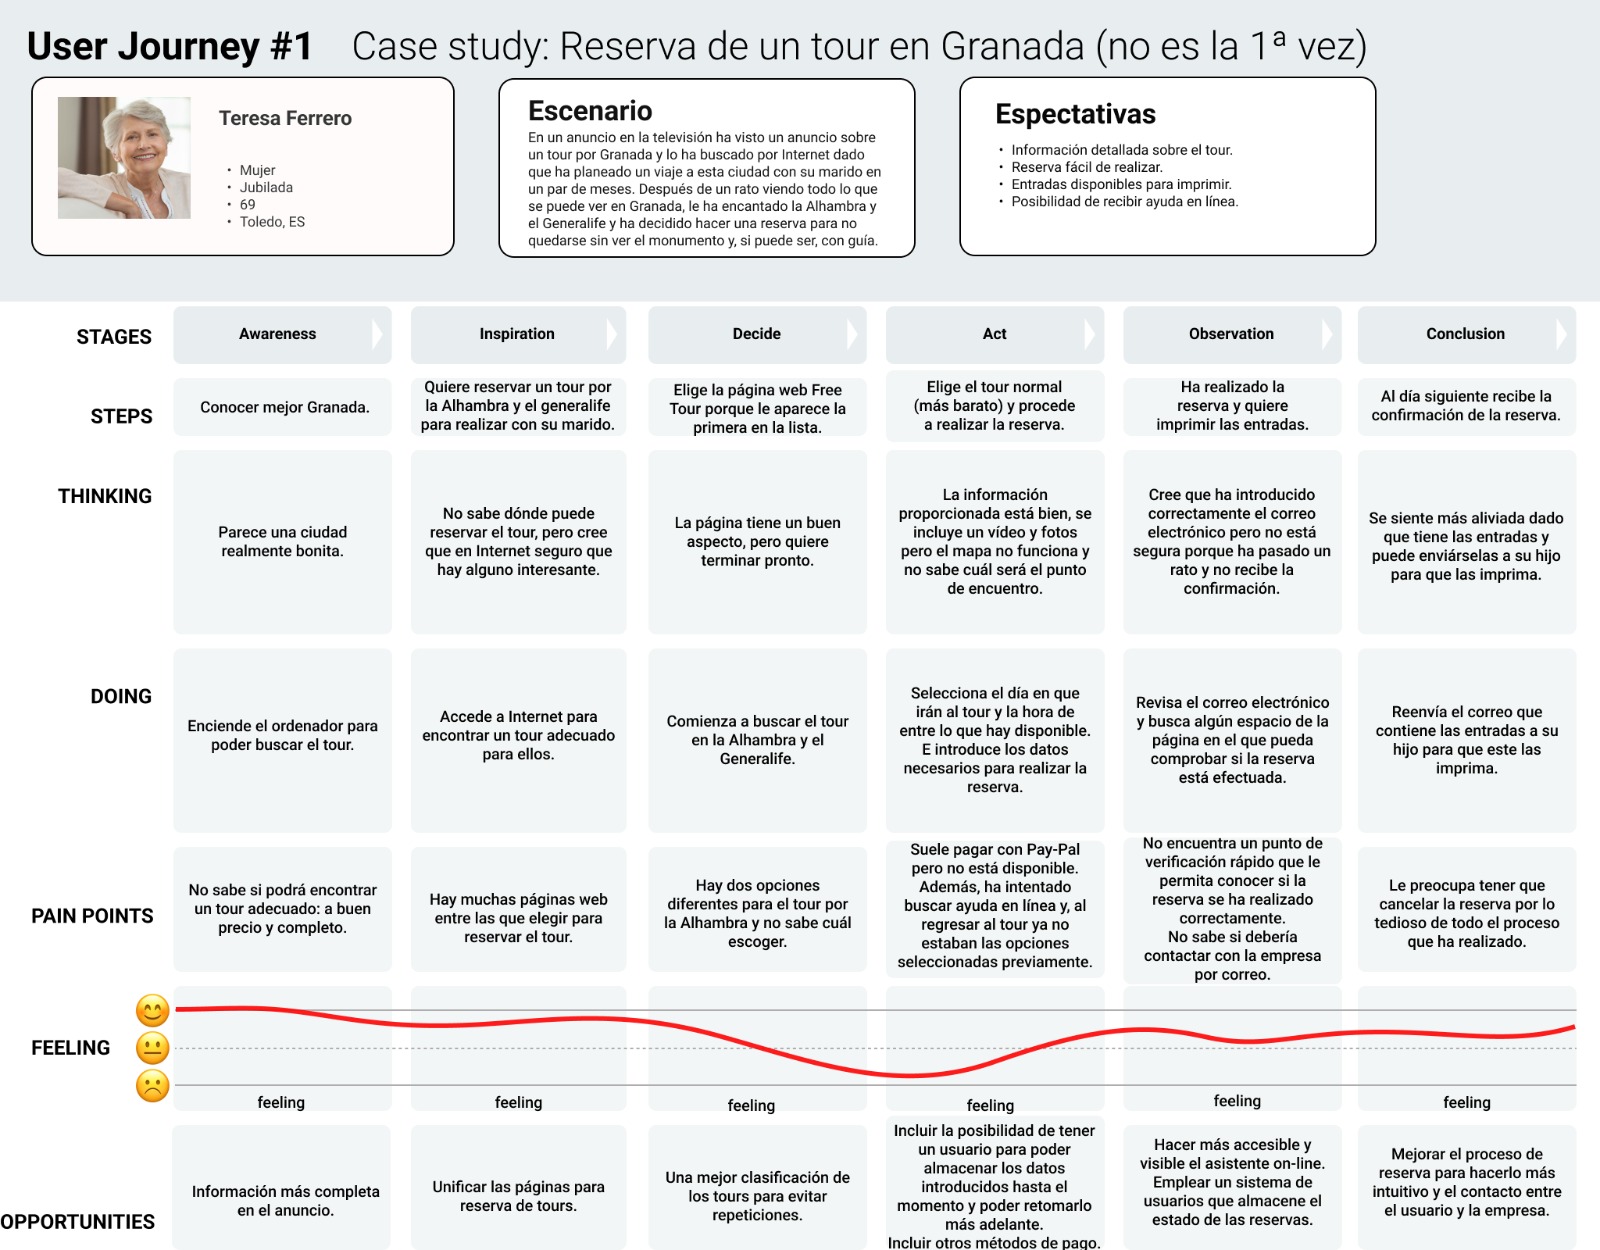 User Journey #1 Case study: Reserva de un tour en Granada (no es la 1ª vez)
Teresa Ferrero
• Mujer
• Jubilada
• 69
• Toledo, ES
Escenario
En un anuncio en la televisión ha visto un anuncio sobre
un tour por Granada y lo ha buscado por Internet dado
que ha planeado un viaje a esta ciudad con su marido en
un par de meses. Después de un rato viendo todo lo que
se puede ver en Granada, le ha encantado la Alhambra y
el Generalife y ha decidido hacer una reserva para no
quedarse sin ver el monumento y, si puede ser, con guía.
Espectativas
• Información detallada sobre el tour.
• Reserva fácil de realizar.
• Entradas disponibles para imprimir.
• Posibilidad de recibir ayuda en línea.
STAGES
Awareness
Inspiration
Decide
Act
Observation
Conclusion
STEPS
Conocer mejor Granada.
Quiere reservar un tour por
la Alhambra y el generalife
para realizar con su marido.
Elige la página web Free
Tour porque le aparece la
primera en la lista.
Elige el tour normal
(más barato) y procede
a realizar la reserva.
Ha realizado la
reserva y quiere
imprimir las entradas.
Al día siguiente recibe la
confirmación de la reserva.
THINKING
Parece una ciudad
realmente bonita.
No sabe dónde puede
reservar el tour, pero cree
que en Internet seguro que
hay alguno interesante.
La página tiene un buen
aspecto, pero quiere
terminar pronto.
La información
proporcionada está bien, se
incluye un vídeo y fotos
pero el mapa no funciona y
no sabe cuál será el punto
de encuentro.
Cree que ha introducido
correctamente el correo
electrónico pero no está
segura porque ha pasado un
rato y no recibe la
confirmación.
Se siente más aliviada dado
que tiene las entradas y
puede enviárselas a su hijo
para que las imprima.
DOING
Enciende el ordenador para
poder buscar el tour.
Accede a Internet para
encontrar un tour adecuado
para ellos.
Comienza a buscar el tour
en la Alhambra y el
Generalife.
Selecciona el día en que
irán al tour y la hora de
entre lo que hay disponible.
E introduce los datos
necesarios para realizar la
reserva.
Revisa el correo electrónico
y busca algún espacio de la
página en el que pueda
comprobar si la reserva
está efectuada.
Reenvía el correo que
contiene las entradas a su
hijo para que este las
imprima.
PAIN POINTS
No sabe si podrá encontrar
un tour adecuado: a buen
precio y completo.
Hay muchas páginas web
entre las que elegir para
reservar el tour.
Hay dos opciones
diferentes para el tour por
la Alhambra y no sabe cuál
escoger.
Suele pagar con Pay-Pal
pero no está disponible.
Además, ha intentado
buscar ayuda en línea y, al
regresar al tour ya no
estaban las opciones
seleccionadas previamente.
No encuentra un punto de
verificación rápido que le
permita conocer si la
reserva se ha realizado
correctamente.
No sabe si debería
contactar con la empresa
por correo.
Le preocupa tener que
cancelar la reserva por lo
tedioso de todo el proceso
que ha realizado.
FEELING
feeling
feeling
feeling
feeling
feeling
feeling
OPPORTUNITIES
Información más completa
en el anuncio.
Unificar las páginas para
reserva de tours.
Una mejor clasificación de
los tours para evitar
repeticiones.
Incluir la posibilidad de tener
un usuario para poder
almacenar los datos
introducidos hasta el
momento y poder retomarlo
más adelante.
Incluir otros métodos de pago.
Hacer más accesible y
visible el asistente on-line.
Emplear un sistema de
usuarios que almacene el
estado de las reservas.
Mejorar el proceso de
reserva para hacerlo más
intuitivo y el contacto entre
el usuario y la empresa.